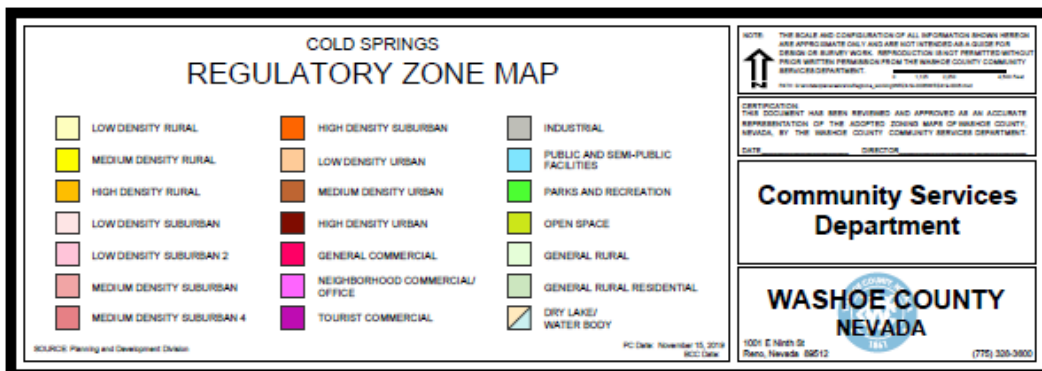 COLD SPRINGS
REGULATORY ZONE MAP
LOW DENSITY RURAL
MEDIUM DENSITY RURAL
HIGH DENSITY RURAL
LOW DENSITY SUBURBAN
LOW DENSITY SUBURBAN 2
MEDIUM DENSITY SUBURBAN
MEDIUM DENSITY SUBURBAN 4
HIGH DENSITY SUBURBAN
LOW DENSITY URBAN
MEDIUM DENSITY URBAN
HIGH DENSITY URBAN
GENERAL COMMERCIAL
NEIGHBORHOOD COMMERCIAL/
OFFICE
TOURIST COMMERCIAL
INDUSTRIAL
PUBLIC AND SEMI-PUBLIC
FACILITIES
PARKS AND RECREATION
OPEN SPACE
GENERAL RURAL
GENERAL RURAL RESIDENTIAL
DRY LAKE/
WATER BODY
SOURCE: Planning and Development Division
PC Date: November 15, 2019
BCC Date:
NOTE: THE SCALE AND CONFIGURATION OF ALL INFORMATION SHOWN HEREON
ARE APPROXIMATE ONLY AND ARE NOT INTENDED AS A GUIDE FOR
DESIGN OR SURVEY WORK. REPRODUCTION IS NOT PERMITTED WITHOUT
PRIOR WRITTEN PERMISSION FROM THE WASHOE COUNTY COMMUNITY
SERVICES DEPARTMENT.
CERTIFICATION:
THIS DOCUMENT HAS BEEN REVIEWED AND APPROVED AS AN ACCURATE
REPRESENTATION OF THE ADOPTED ZONING MAPS OF WASHOE COUNTY,
NEVADA, BY THE WASHOE COUNTY COMMUNITY SERVICES DEPARTMENT.
DATE DIRECTOR
Community Services
Department
WASHOE COUNTY
NEVADA
1861
1001 E Ninth St
Reno, Nevada 89512
(775) 328-3600